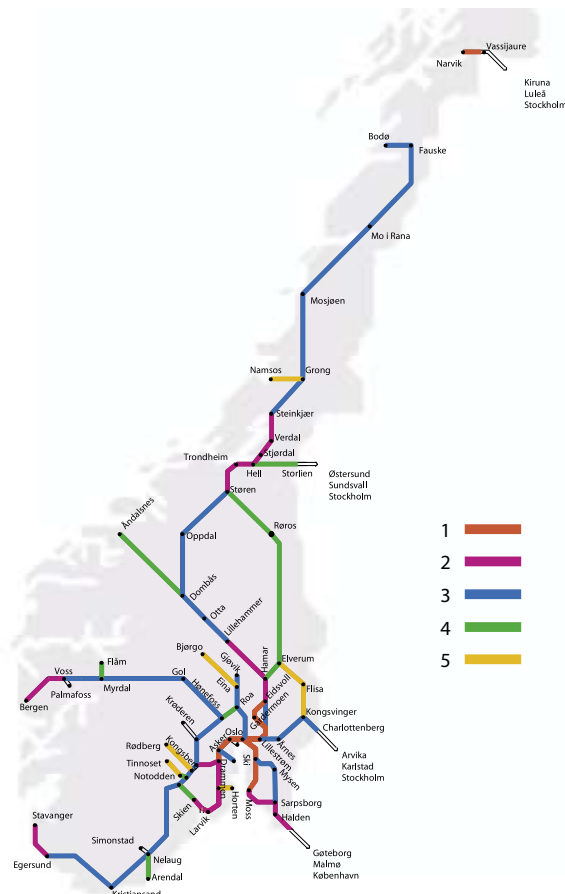 Vassijaure
Narvik
Kiruna
Luleå
Stockholm
Bodø
Fauske
Mo i Rana
Mosjøen
Namsos
Grong
Steinkjær
Verdal
Stjørdal
Trondheim
Hell
Storlien
Østersund
Sundsvall
Stockholm
Støren
Åndalsnes
Oppdal
Røros
1
2
3
4
5
Dombås
Otta
Lillehammer
Bjørgo
Gjøvik
Eina
Hamar
Elverum
Flåm
Voss
Palmafoss
Myrdal
Gol
Hønefoss
Roa
Eidsvoll
Gardermoen
Flisa
Kongsvinger
Charlottenberg
Bergen
Krøderen
Asker
Oslo
Lillestrøm
Årnes
Arvika
Karlstad
Stockholm
Rødberg
Kongsberg
Tinnoset
Notodden
Drammen
Ski
Mysen
Skien
Larvik
Horten
Moss
Sarpsborg
Halden
Stavanger
Simonstad
Nelaug
Egersund
Arendal
Kristiansand
Gøteborg
Malmø
København